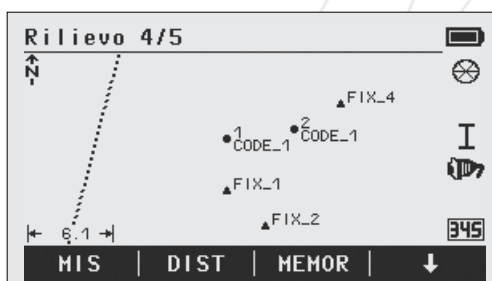 Rilievo 4/5
N
FIX_4
1
CODE_1
2
CODE_1
I
FIX_1
FIX_2
6.1
345
MIS | DIST | MEMOR |